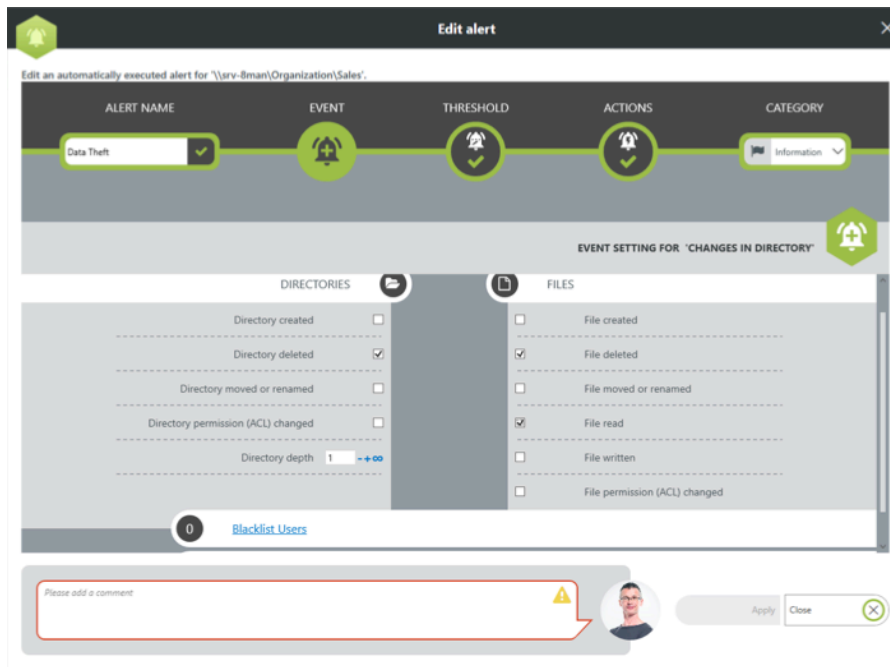 Edit alert
Edit an automatically executed alert for '\\srv-8man\Organization\Sales'.
ALERT NAME EVENT THRESHOLD ACTIONS CATEGORY
Data Theft Information
EVENT SETTING FOR 'CHANGES IN DIRECTORY'
DIRECTORIES FILES
Directory created File created
Directory deleted File deleted
Directory moved or renamed File moved or renamed
Directory permission (ACL) changed File read
Directory depth 1 -+∞ File written
File permission (ACL) changed
0 Blacklist Users
Please add a comment
Apply Close